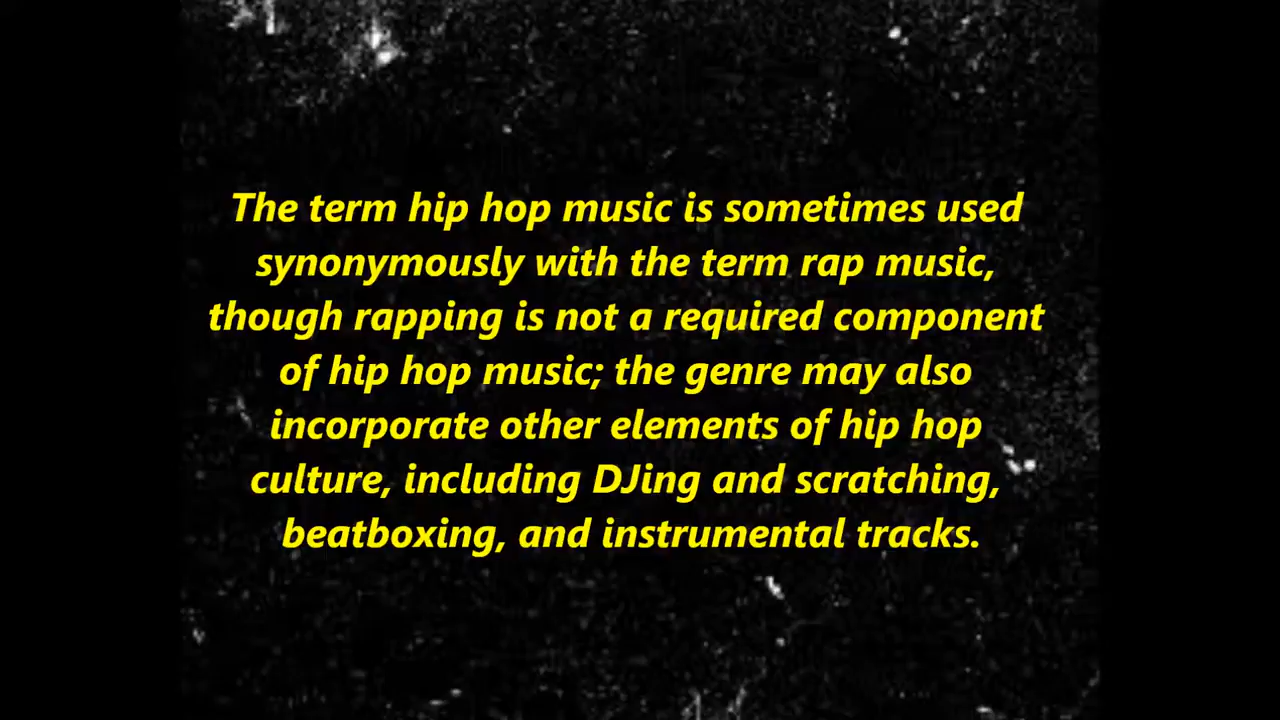 The term hip hop music is sometimes used
synonymously with the term rap music,
though rapping is not a required component
of hip hop music; the genre may also
incorporate other elements of hip hop
culture, including DJing and scratching,
beatboxing, and instrumental tracks.